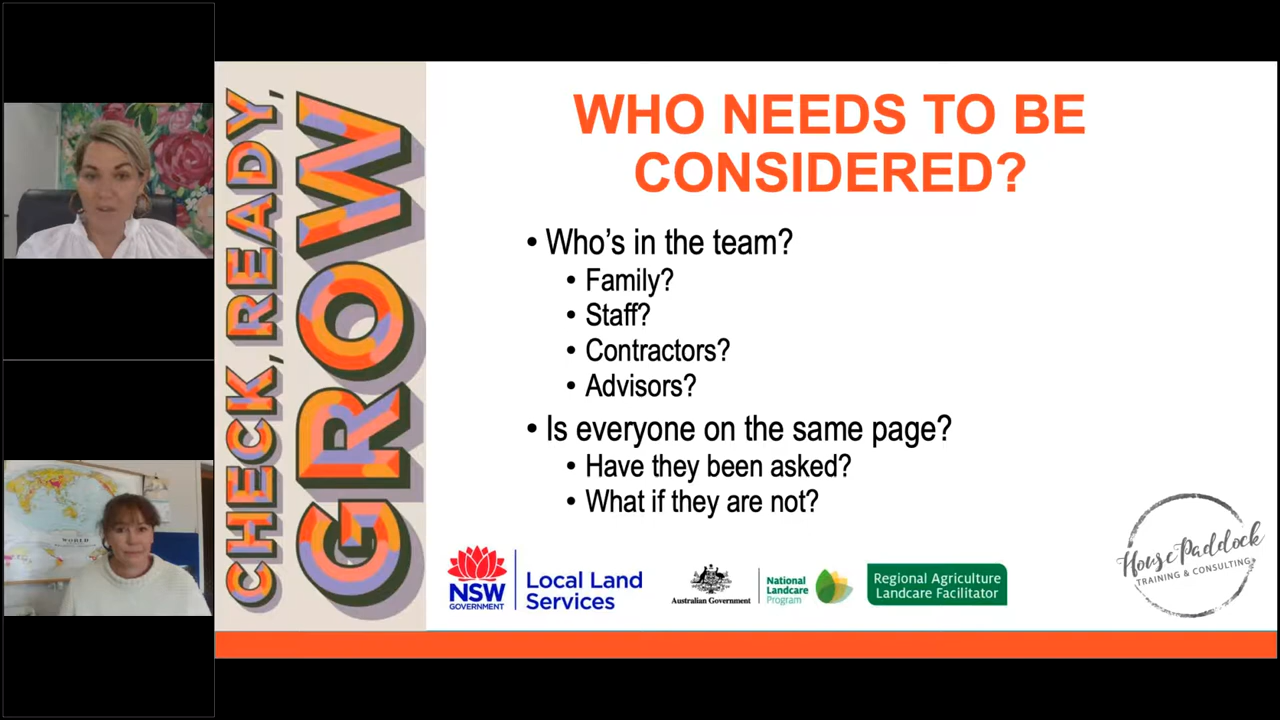 CHECK, READY,
GROW
WHO NEEDS TO BE
CONSIDERED?
• Who's in the team?
• Family?
• Staff?
• Contractors?
• Advisors?
• Is everyone on the same page?
• Have they been asked?
• What if they are not?
NSW
GOVERNMENT
Local Land
Services
Australian Government
National
Landcare
Program
Regional Agriculture
Landcare Facilitator
House Paddock
TRAINING & CONSULTING
WORLD